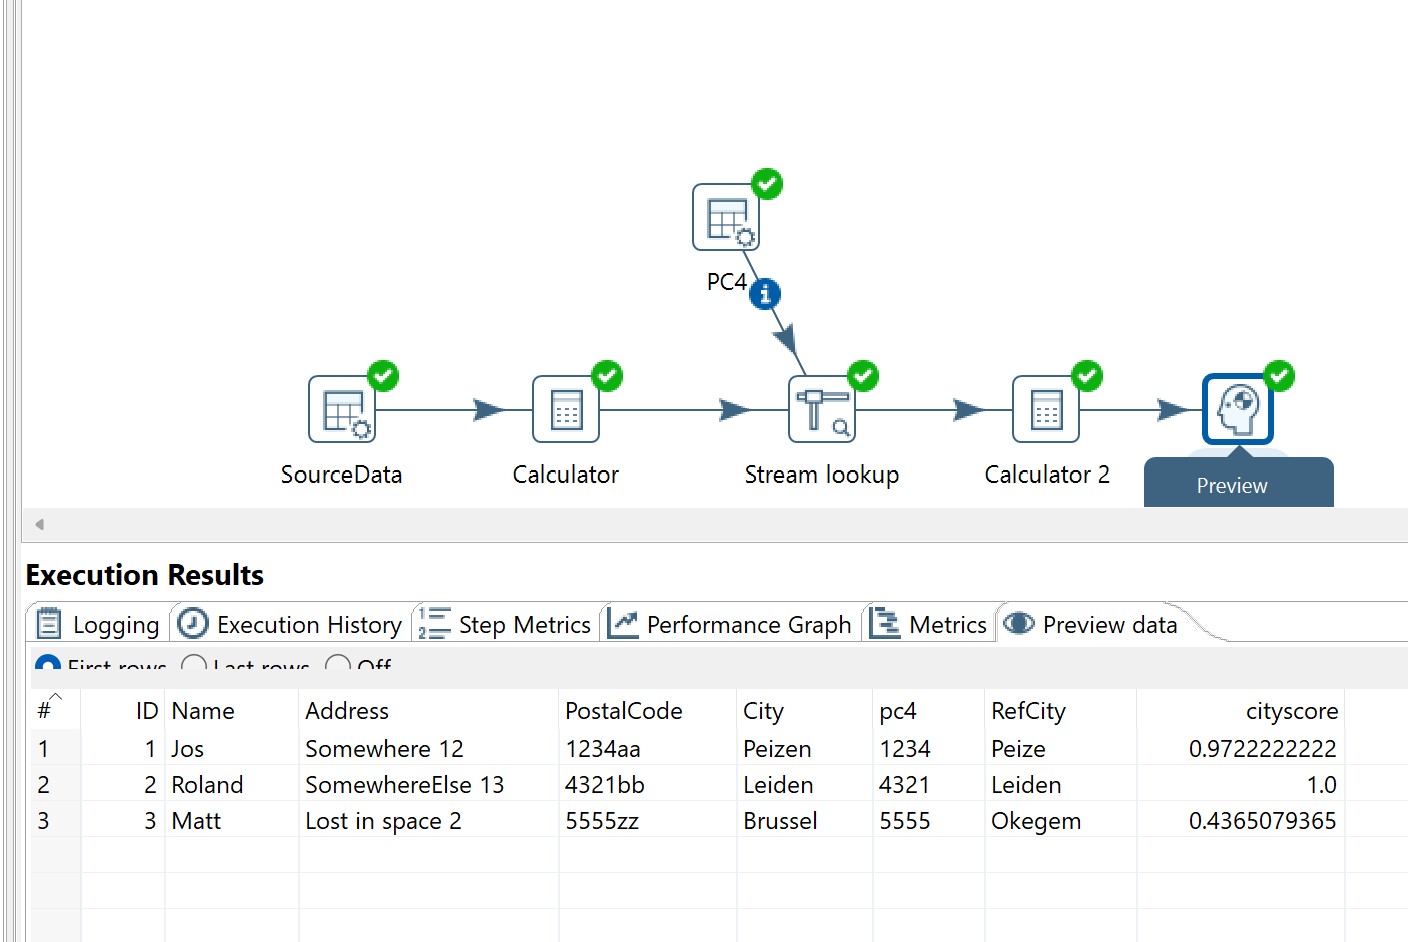 PC4
SourceData
Calculator
Stream lookup
Calculator 2
Preview
Execution Results
Logging
Execution History
Step Metrics
Performance Graph
Metrics
Preview data
First rows
Last rows
Off
# ID Name Address PostalCode City pc4 RefCity cityscore
1 1 Jos Somewhere 12 1234aa Peizen 1234 Peize 0.9722222222
2 2 Roland SomewhereElse 13 4321bb Leiden 4321 Leiden 1.0
3 3 Matt Lost in space 2 5555zz Brussel 5555 Okegem 0.4365079365